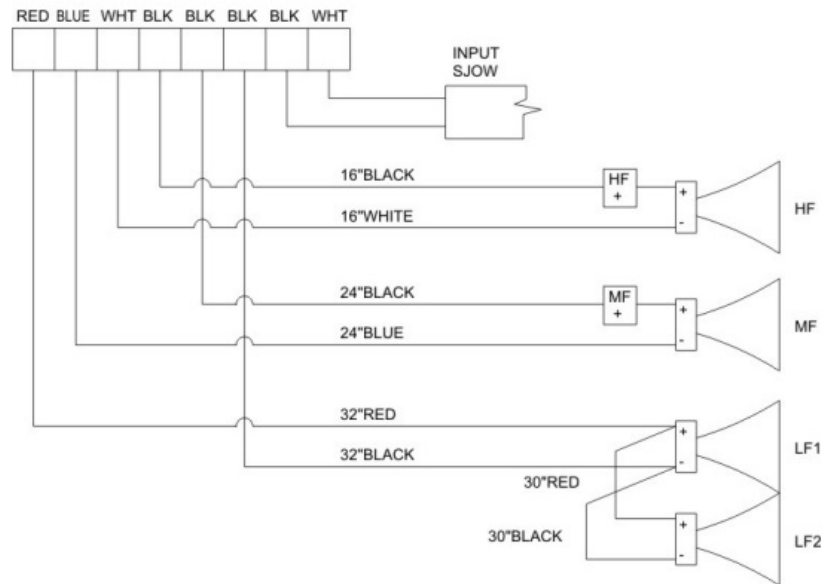 RED BLUE WHT BLK BLK BLK BLK WHT
INPUT
SJOW
16"BLACK
HF
+
+
-
HF
16"WHITE
24"BLACK
MF
+
+
-
MF
24"BLUE
32"RED
+
-
LF1
32"BLACK
30"RED
30"BLACK
+
-
LF2